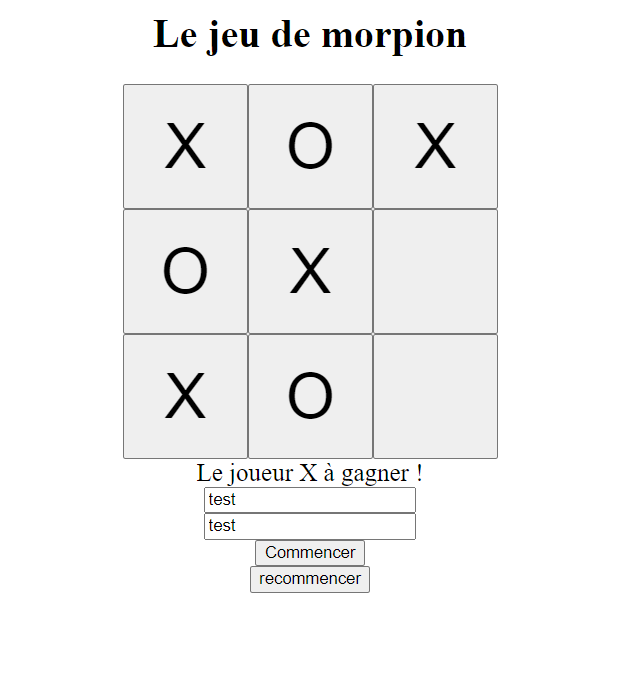 Le jeu de morpion
X O X
O X
X O
Le joueur X à gagner !
test
test
Commencer
recommencer